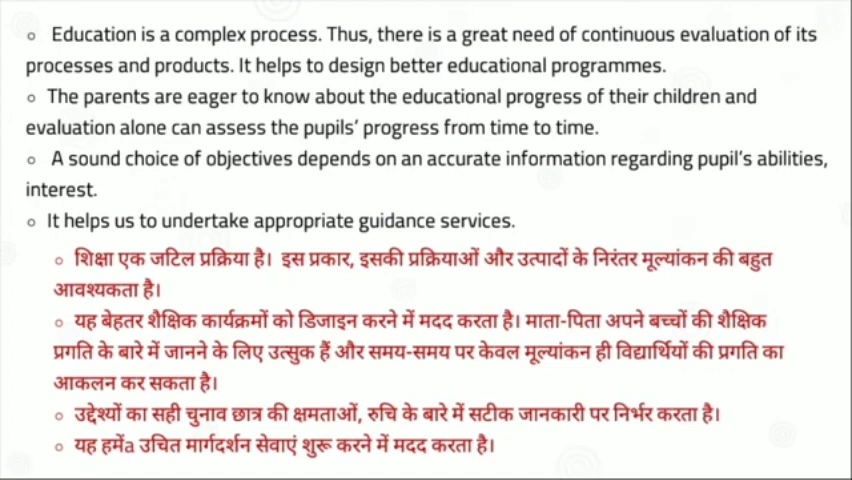 ○ Education is a complex process. Thus, there is a great need of continuous evaluation of its
processes and products. It helps to design better educational programmes.
○ The parents are eager to know about the educational progress of their children and
evaluation alone can assess the pupils' progress from time to time.
○ A sound choice of objectives depends on an accurate information regarding pupil's abilities,
interest.
○ It helps us to undertake appropriate guidance services.
○ शिक्षा एक जटिल प्रक्रिया है। इस प्रकार, इसकी प्रक्रियाओं और उत्पादों के निरंतर मूल्यांकन की बहुत
आवश्यकता है।
○ यह बेहतर शैक्षिक कार्यक्रमों को डिजाइन करने में मदद करता है। माता-पिता अपने बच्चों की शैक्षिक
प्रगति के बारे में जानने के लिए उत्सुक हैं और समय-समय पर केवल मूल्यांकन ही विद्यार्थियों की प्रगति का
आकलन कर सकता है।
○ उद्देश्यों का सही चुनाव छात्र की क्षमताओं, रुचि के बारे में सटीक जानकारी पर निर्भर करता है।
○ यह हमेंa उचित मार्गदर्शन सेवाएं शुरू करने में मदद करता है।